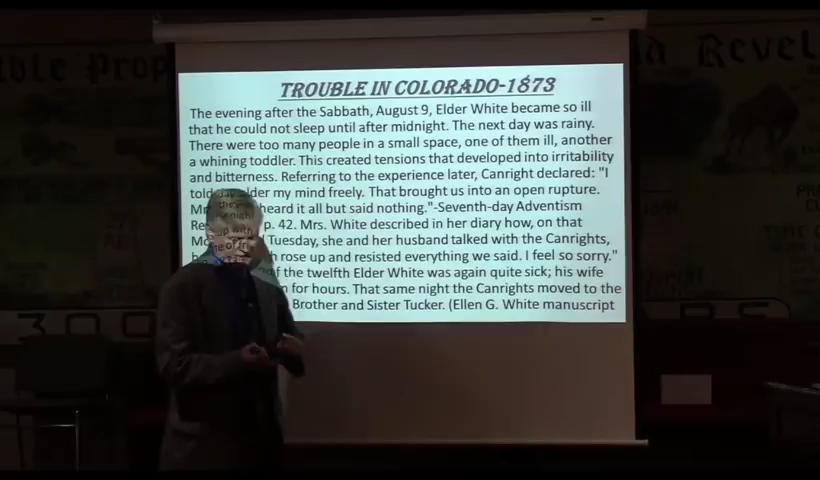 TROUBLE IN COLORADO-1873
The evening after the Sabbath, August 9, Elder White became so ill
that he could not sleep until after midnight. The next day was rainy.
There were too many people in a small space, one of them ill, another
a whining toddler. This created tensions that developed into irritability
and bitterness. Referring to the experience later, Canright declared: "I
told my mind freely. That brought us into an open rupture.
heard it all but said nothing."-Seventh-day Adventism
p. 42. Mrs. White described in her diary how, on that
Tuesday, she and her husband talked with the Canrights,
rose up and resisted everything we said. I feel so sorry."
the twelfth Elder White was again quite sick; his wife
for hours. That same night the Canrights moved to the
Brother and Sister Tucker. (Ellen G. White manuscript
300